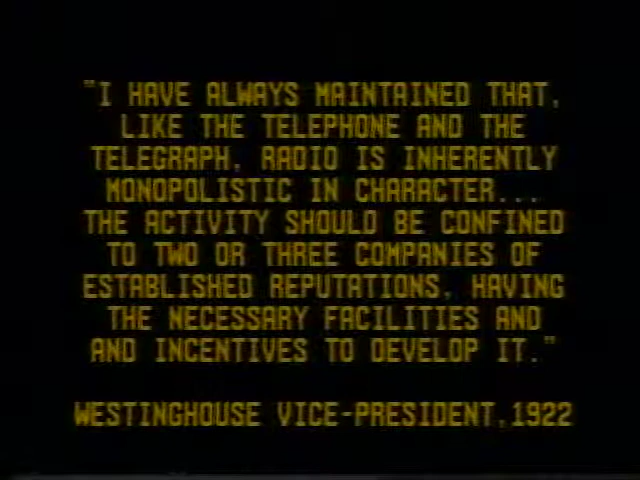 "I HAVE ALWAYS MAINTAINED THAT,
LIKE THE TELEPHONE AND THE
TELEGRAPH, RADIO IS INHERENTLY
MONOPOLISTIC IN CHARACTER...
THE ACTIVITY SHOULD BE CONFINED
TO TWO OR THREE COMPANIES OF
ESTABLISHED REPUTATIONS, HAVING
THE NECESSARY FACILITIES AND
AND INCENTIVES TO DEVELOP IT."
WESTINGHOUSE VICE-PRESIDENT,1922